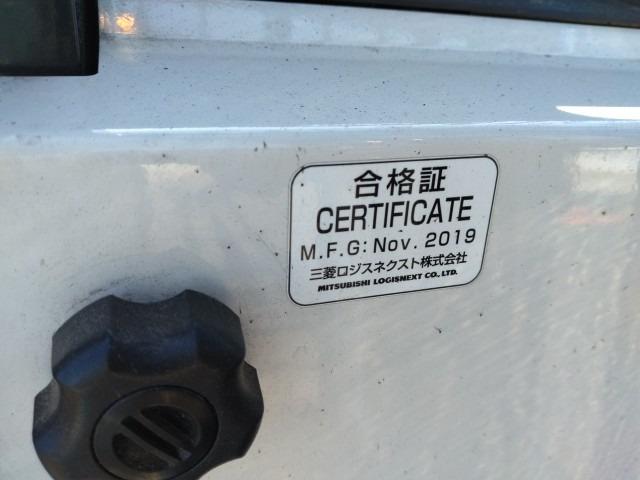 合格証
CERTIFICATE
M.F.G: Nov. 2019
三菱ロジスネクスト株式会社
MITSUBISHI LOGISNEXT CO., LTD.